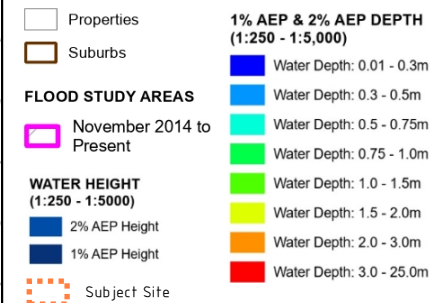 Properties
Suburbs
FLOOD STUDY AREAS
November 2014 to
Present
WATER HEIGHT
(1:250 - 1:5000)
2% AEP Height
1% AEP Height
Subject Site
1% AEP & 2% AEP DEPTH
(1:250 - 1:5,000)
Water Depth: 0.01 - 0.3m
Water Depth: 0.3 - 0.5m
Water Depth: 0.5 - 0.75m
Water Depth: 0.75 - 1.0m
Water Depth: 1.0 - 1.5m
Water Depth: 1.5 - 2.0m
Water Depth: 2.0 - 3.0m
Water Depth: 3.0 - 25.0m